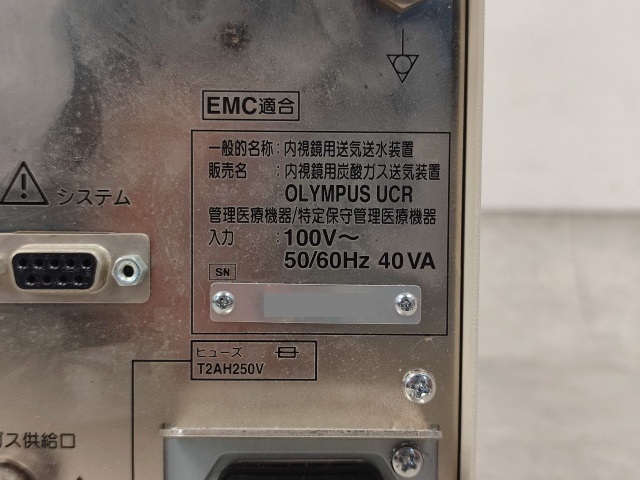 EMC適合
一般的名称：内視鏡用送気送水装置
販売名：内視鏡用炭酸ガス送気装置
OLYMPUS UCR
管理医療機器/特定保守管理医療機器
入力：100V～
50/60Hz 40VA
SN
システム
ヒューズ
T2AH250V
ガス供給口